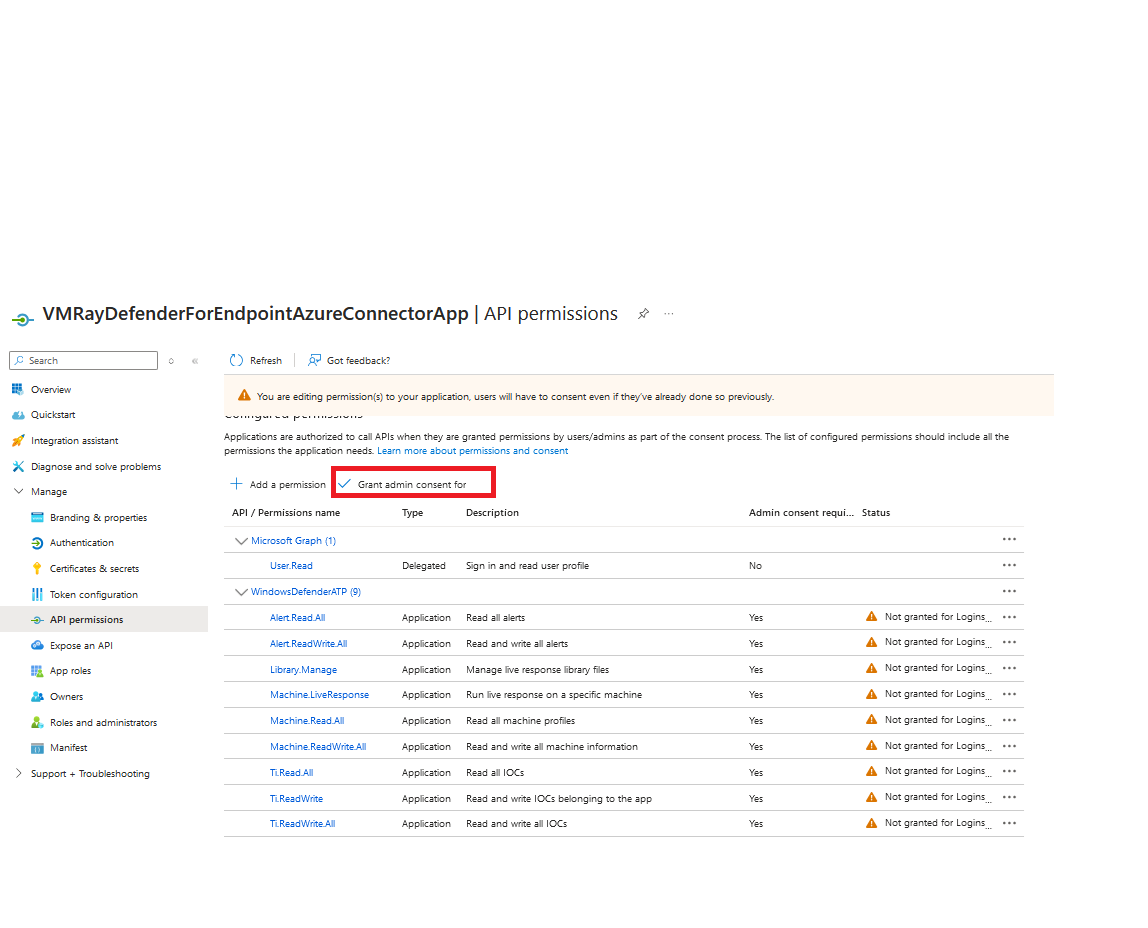 VMRayDefenderForEndpointAzureConnectorApp | API permissions
Search
Refresh
Got feedback?
Overview
Quickstart
Integration assistant
Diagnose and solve problems
Manage
Branding & properties
Authentication
Certificates & secrets
Token configuration
API permissions
Expose an API
App roles
Owners
Roles and administrators
Manifest
Support + Troubleshooting
You are editing permission(s) to your application, users will have to consent even if they've already done so previously.
Configured permissions
Applications are authorized to call APIs when they are granted permissions by users/admins as part of the consent process. The list of configured permissions should include all the
permissions the application needs. Learn more about permissions and consent
Add a permission Grant admin consent for
API / Permissions name Type Description Admin consent requi... Status
Microsoft Graph (1)
User.Read Delegated Sign in and read user profile No
WindowsDefenderATP (9)
Alert.Read.All Application Read all alerts Yes Not granted for Logins...
Alert.ReadWrite.All Application Read and write all alerts Yes Not granted for Logins...
Library.Manage Application Manage live response library files Yes Not granted for Logins...
Machine.LiveResponse Application Run live response on a specific machine Yes Not granted for Logins...
Machine.Read.All Application Read all machine profiles Yes Not granted for Logins...
Machine.ReadWrite.All Application Read and write all machine information Yes Not granted for Logins...
Ti.Read.All Application Read all IOCs Yes Not granted for Logins...
Ti.ReadWrite Application Read and write IOCs belonging to the app Yes Not granted for Logins...
Ti.ReadWrite.All Application Read and write all IOCs Yes Not granted for Logins...